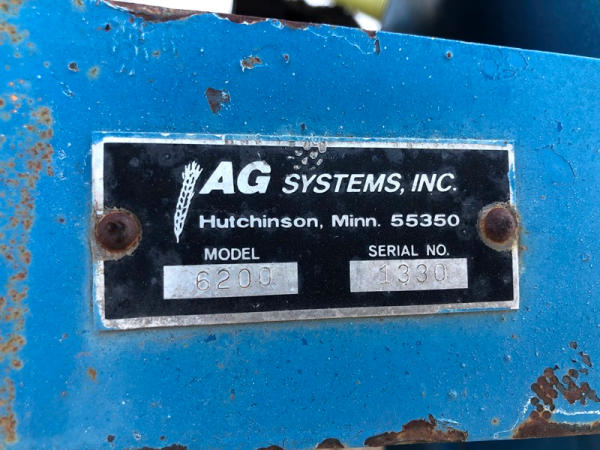 AG SYSTEMS, INC.
Hutchinson, Minn. 55350
MODEL SERIAL NO.
6200 1330